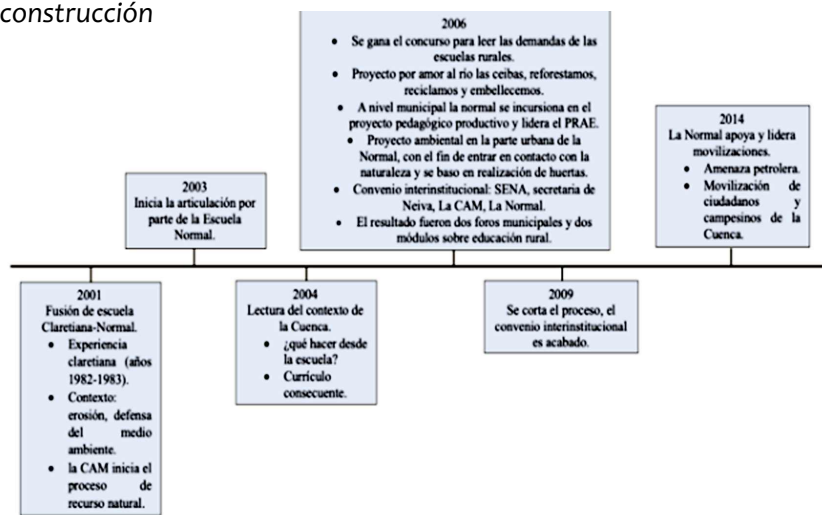 construcción
2006
• Se gana el concurso para leer las demandas de las
escuelas rurales.
• Proyecto por amor al río las ceibas, reforestamos,
reciclamos y embellecemos.
• A nivel municipal la normal se incursiona en el
proyecto pedagógico productivo y lidera el PRAE.
• Proyecto ambiental en la parte urbana de la
Normal, con el fin de entrar en contacto con la
naturaleza y se baso en realización de huertas.
• Convenio interinstitucional: SENA, secretaria de
Neiva, La CAM, La Normal.
• El resultado fueron dos foros municipales y dos
módulos sobre educación rural.
2014
La Normal apoya y lidera
movilizaciones.
• Amenaza petrolera.
• Movilización de
ciudadanos y
campesinos de la
Cuenca.
2003
Inicia la articulación por
parte de la Escuela
Normal.
2001
Fusión de escuela
Claretiana-Normal.
• Experiencia
claretiana (años
1982-1983).
• Contexto:
erosión, defensa
del medio
ambiente.
• la CAM inicia el
proceso de
recurso natural.
2004
Lectura del contexto de
la Cuenca.
• ¿qué hacer desde
la escuela?
• Currículo
consecuente.
2009
Se corta el proceso, el
convenio interinstitucional
es acabado.